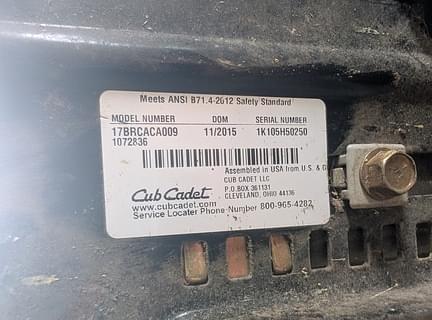 Meets ANSI B71.4-2012 Safety Standard
MODEL NUMBER DOM SERIAL NUMBER
17BRCACA009 11/2015 1K105H50250
1072836
Assembled in USA from U.S. & G
CUB CADET LLC
P.O.BOX 361131
CLEVELAND, OHIO 44136
Cub Cadet
www.cubcadet.com
Service Locater Phone Number 800-965-4282